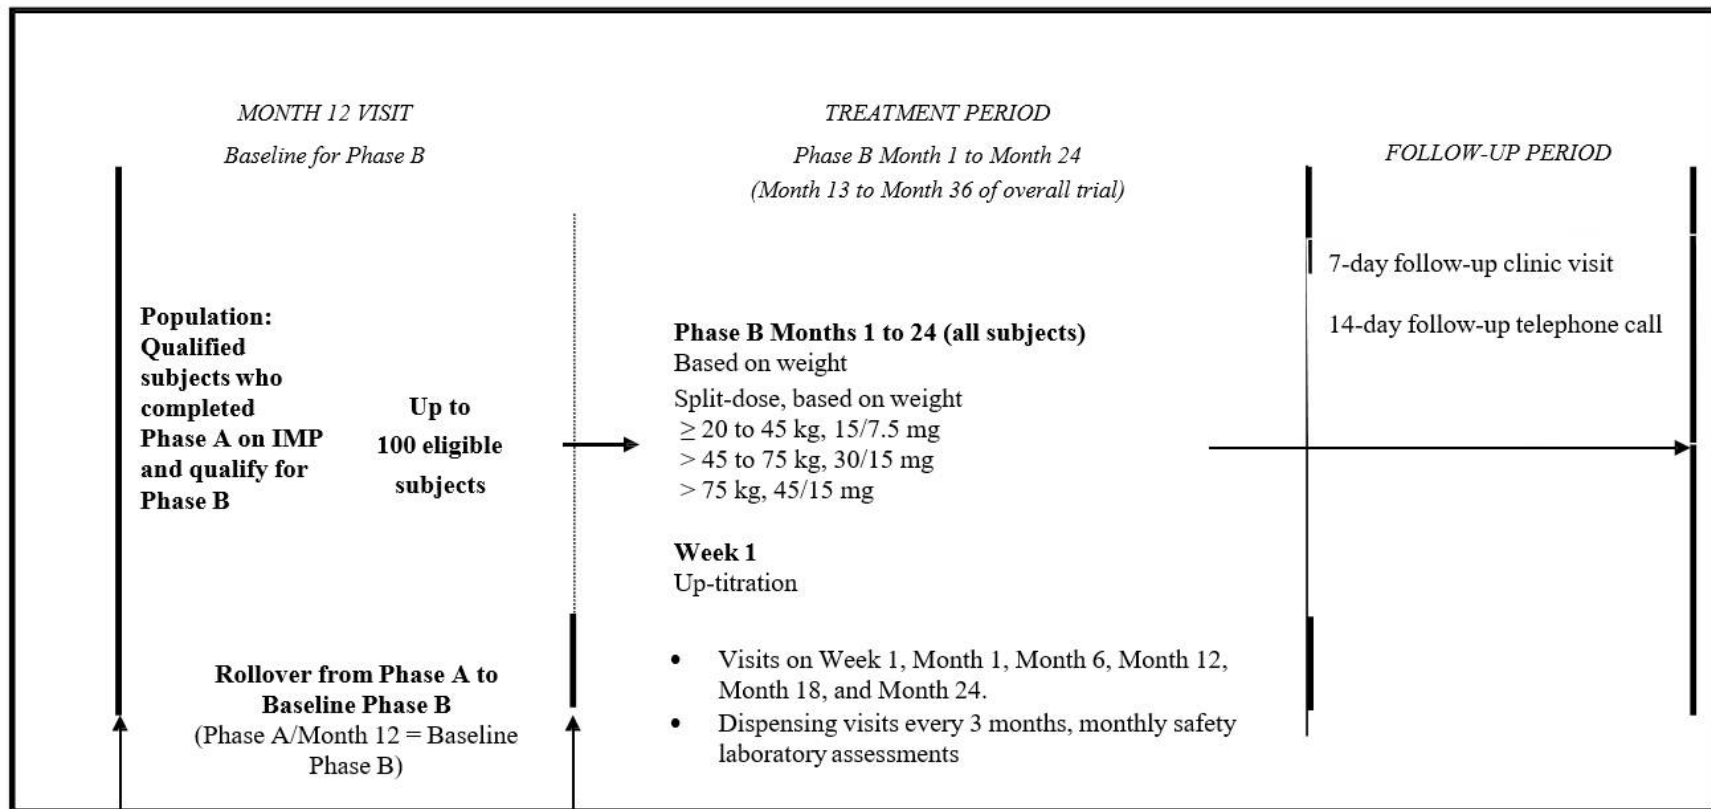 MONTH 12 VISIT
Baseline for Phase B
Population:
Qualified
subjects who
completed
Phase A on IMP
and qualify for
Phase B
Up to
100 eligible
subjects
Rollover from Phase A to
Baseline Phase B
(Phase A/Month 12 = Baseline
Phase B)
TREATMENT PERIOD
Phase B Month 1 to Month 24
(Month 13 to Month 36 of overall trial)
Phase B Months 1 to 24 (all subjects)
Based on weight
Split-dose, based on weight
≥ 20 to 45 kg, 15/7.5 mg
> 45 to 75 kg, 30/15 mg
> 75 kg, 45/15 mg
Week 1
Up-titration
• Visits on Week 1, Month 1, Month 6, Month 12,
Month 18, and Month 24.
• Dispensing visits every 3 months, monthly safety
laboratory assessments
FOLLOW-UP PERIOD
7-day follow-up clinic visit
14-day follow-up telephone call